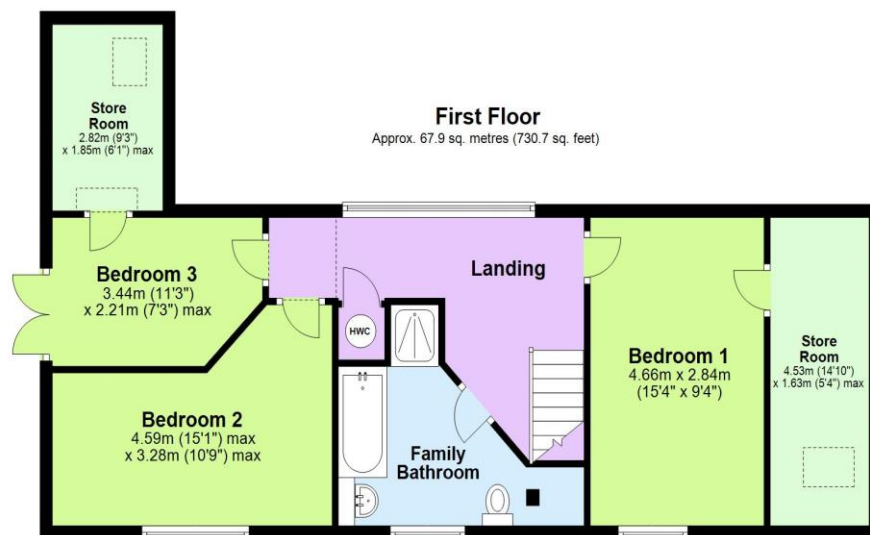 First Floor
Approx. 67.9 sq. metres (730.7 sq. feet)
Store
Room
2.82m (9'3")
x 1.85m (6'1") max
Bedroom 3
3.44m (11'3")
x 2.21m (7'3") max
Landing
HWC
Bedroom 2
4.59m (15'1") max
x 3.28m (10'9") max
Family
Bathroom
Bedroom 1
4.66m x 2.84m
(15'4" x 9'4")
Store
Room
4.53m (14'10")
x 1.63m (5'4") max